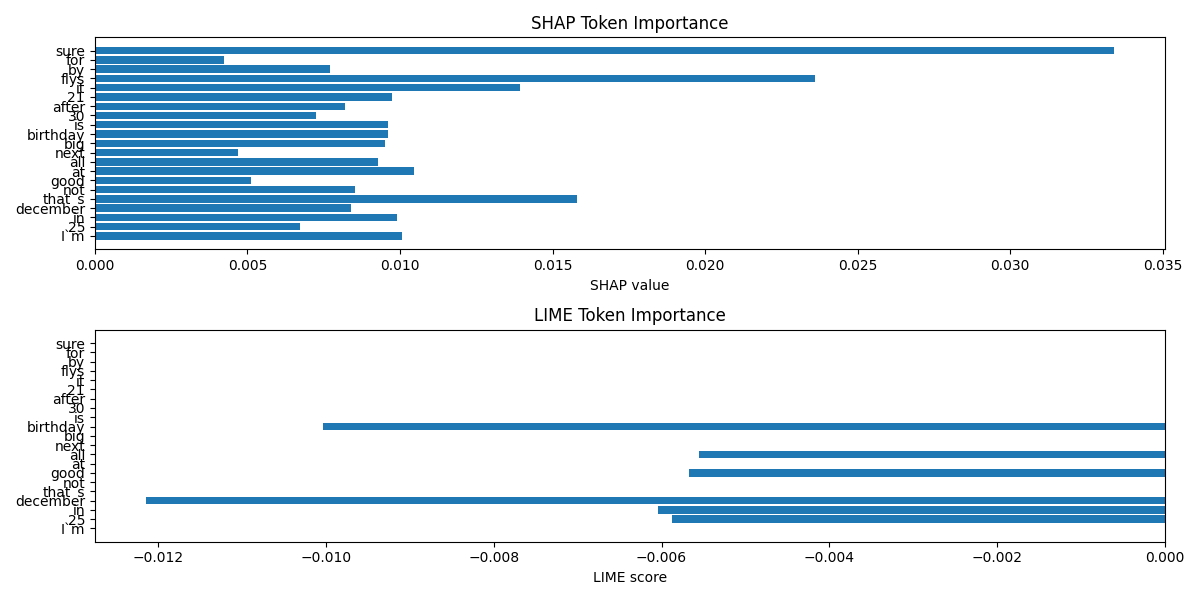 SHAP Token Importance
sure
for
by
flys
it
21
after
30
is
birthday
big
next
all
at
good
not
that`s
december
in
25
I`m
0.000 0.005 0.010 0.015 0.020 0.025 0.030 0.035
SHAP value
LIME Token Importance
sure
for
by
flys
it
21
after
30
is
birthday
big
next
all
at
good
not
that`s
december
in
25
I`m
−0.012 −0.010 −0.008 −0.006 −0.004 −0.002 0.000
LIME score